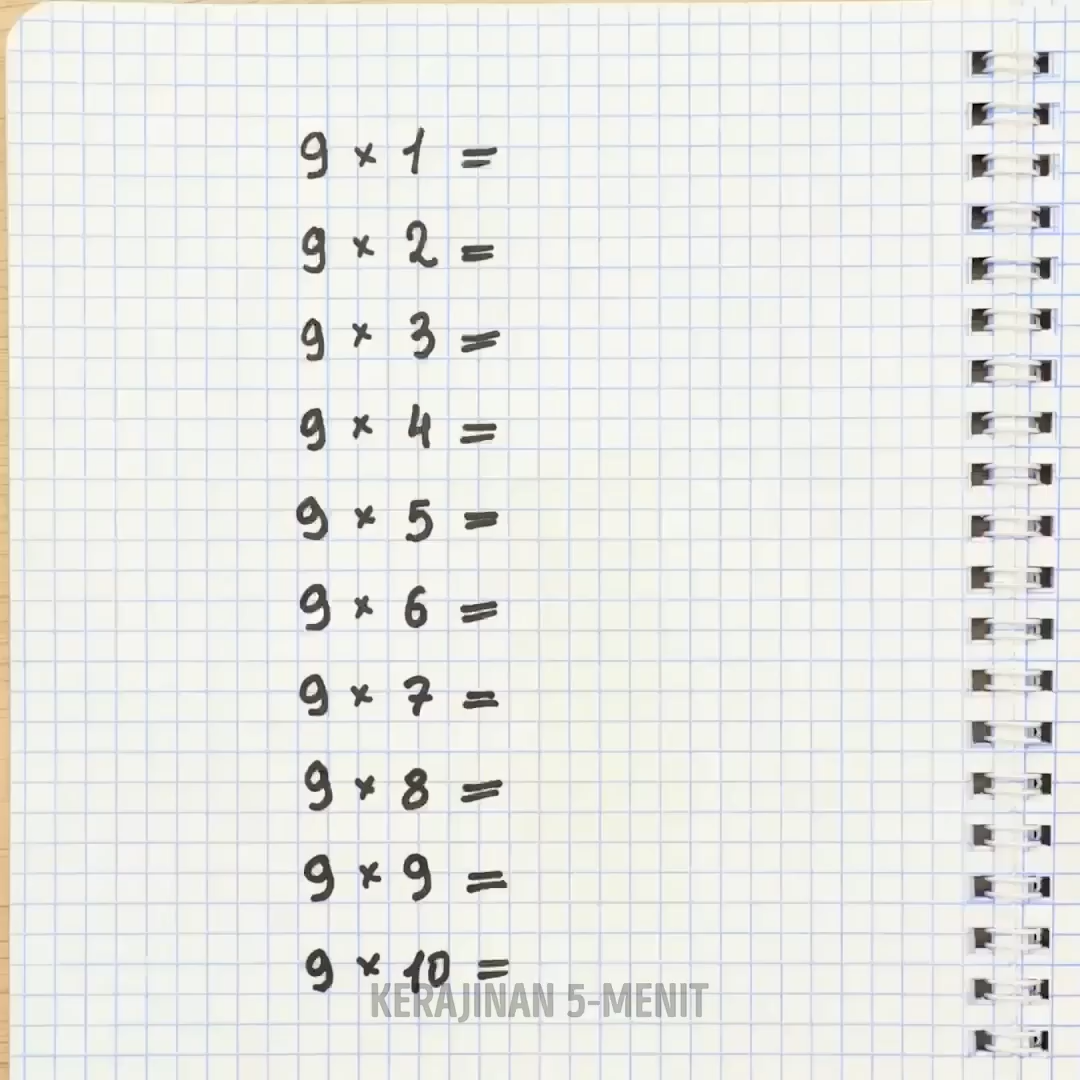 9 × 1 =
9 × 2 =
9 × 3 =
9 × 4 =
9 × 5 =
9 × 6 =
9 × 7 =
9 × 8 =
9 × 9 =
9 × 10 =
KERAJINAN 5-MENIT